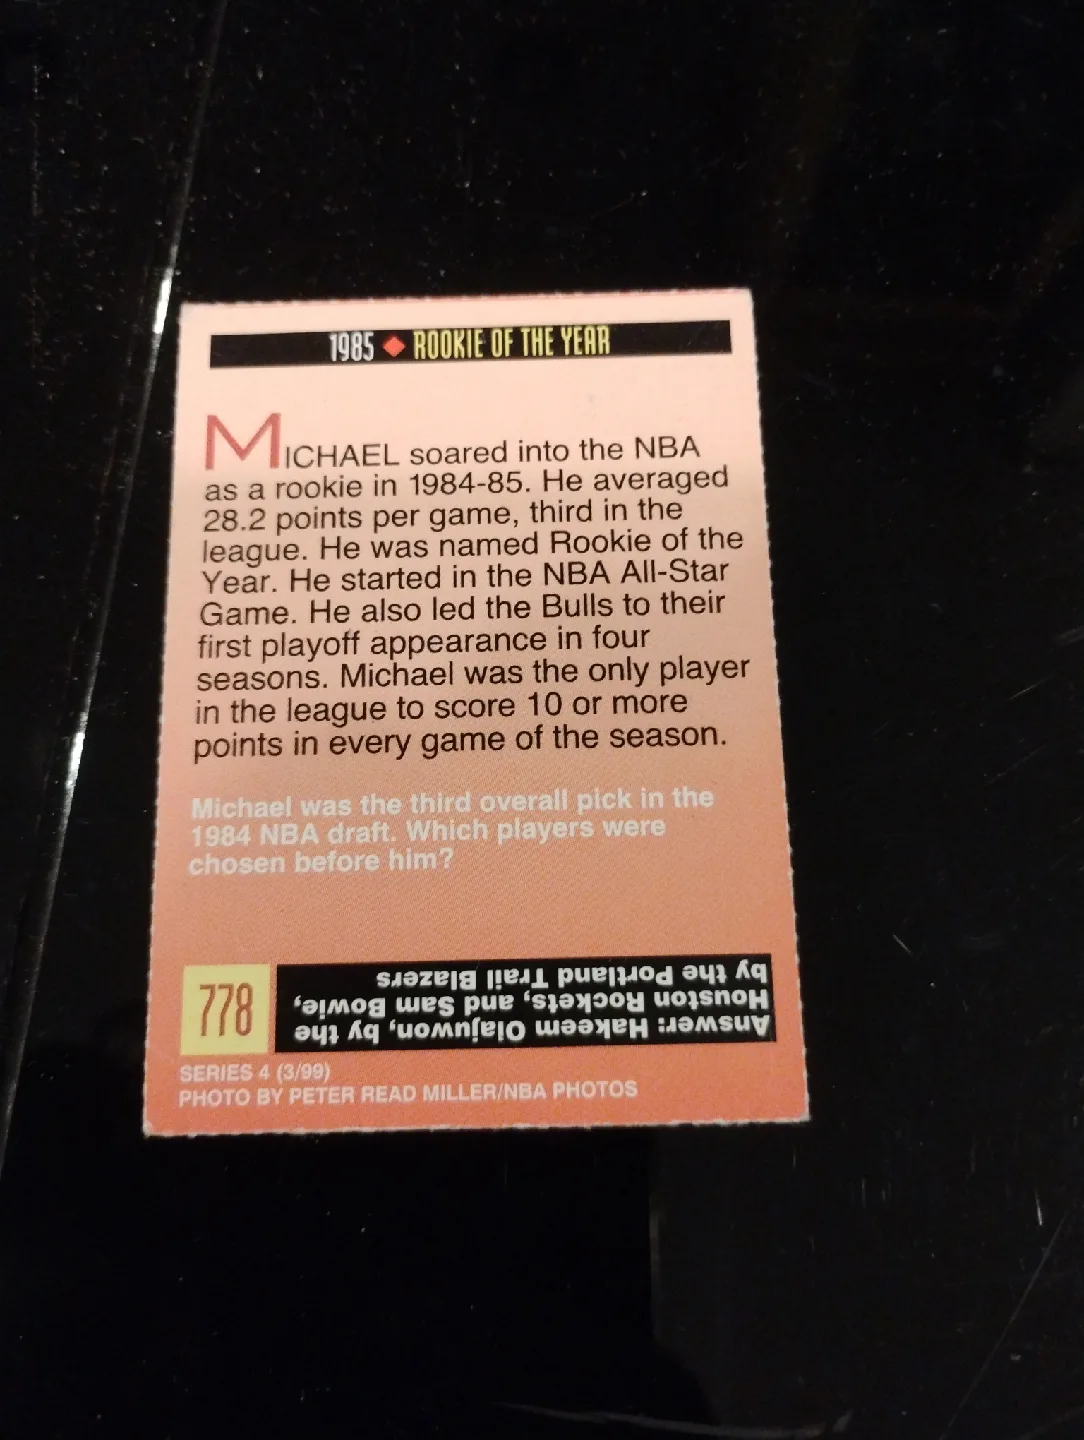 1985 ♦ ROOKIE OF THE YEAR
MICHAEL soared into the NBA
as a rookie in 1984-85. He averaged
28.2 points per game, third in the
league. He was named Rookie of the
Year. He started in the NBA All-Star
Game. He also led the Bulls to their
first playoff appearance in four
seasons. Michael was the only player
in the league to score 10 or more
points in every game of the season.
Michael was the third overall pick in the
1984 NBA draft. Which players were
chosen before him?
778
Answer: Hakeem Olajuwon, by the
Houston Rockets, and Sam Bowie,
by the Portland Trail Blazers
SERIES 4 (3/99)
PHOTO BY PETER READ MILLER/NBA PHOTOS